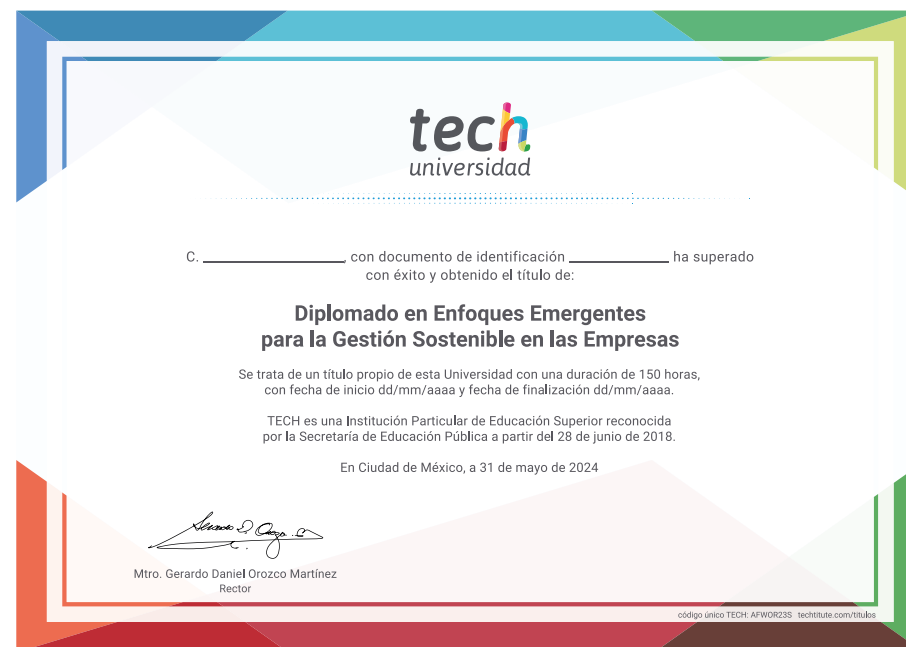 tech
universidad
C. ____________, con documento de identificación ____________ ha superado
con éxito y obtenido el título de:
Diplomado en Enfoques Emergentes
para la Gestión Sostenible en las Empresas
Se trata de un título propio de esta Universidad con una duración de 150 horas,
con fecha de inicio dd/mm/aaaa y fecha de finalización dd/mm/aaaa.
TECH es una Institución Particular de Educación Superior reconocida
por la Secretaría de Educación Pública a partir del 28 de junio de 2018.
En Ciudad de México, a 31 de mayo de 2024
Mtro. Gerardo Daniel Orozco Martínez
Rector
código único TECH: AFWOR23S techtitute.com/titulos